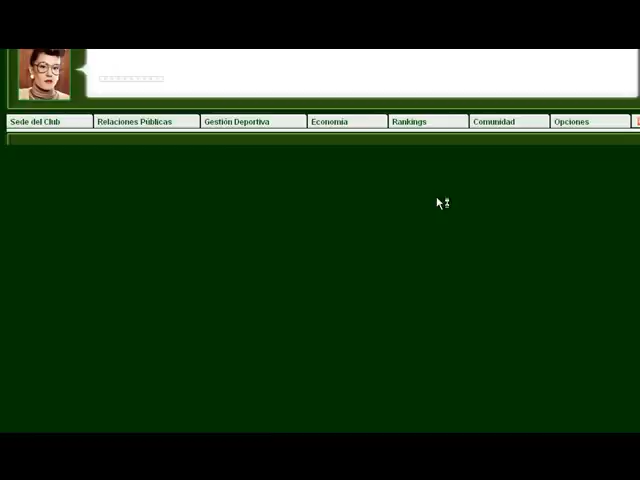 Sede del Club Relaciones Públicas Gestión Deportiva Economía Rankings Comunidad Opciones